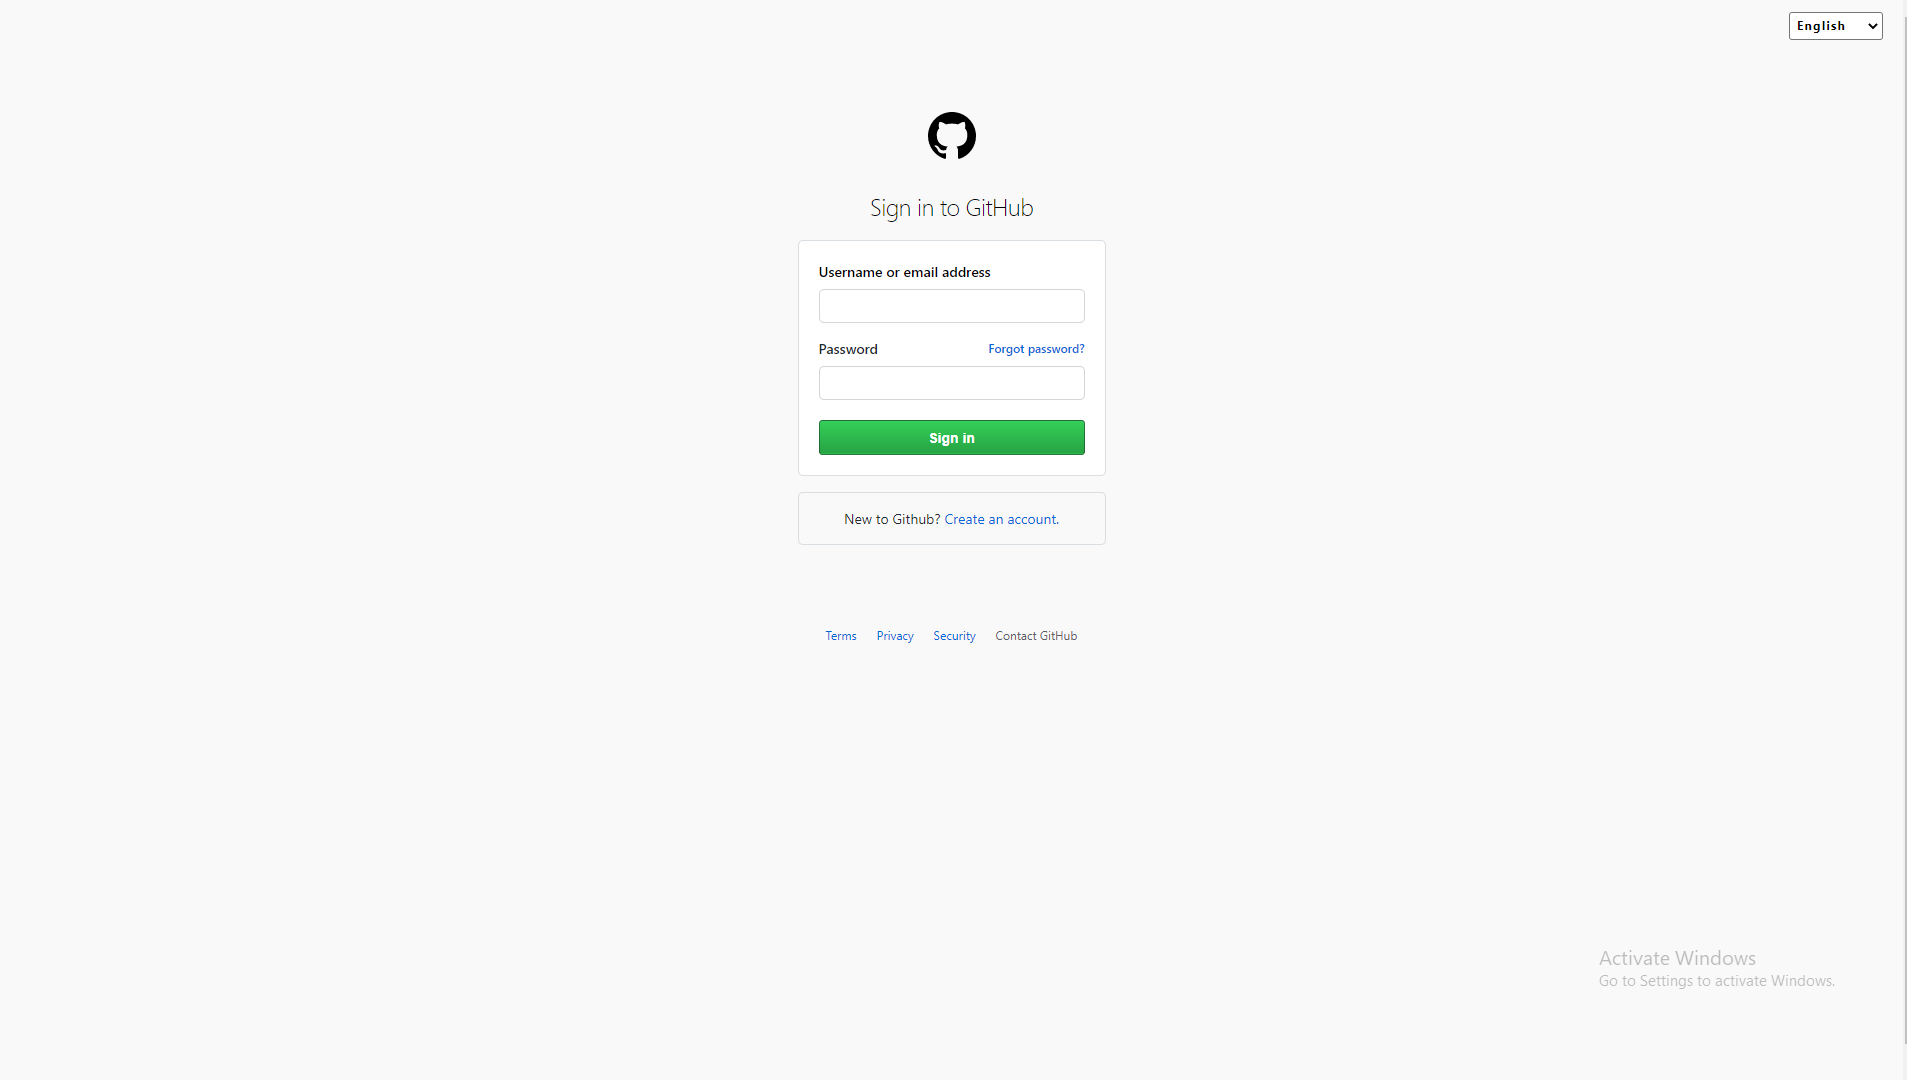 English
Sign in to GitHub
Username or email address
Password Forgot password?
Sign in
New to Github? Create an account.
Terms Privacy Security Contact GitHub
Activate Windows
Go to Settings to activate Windows.